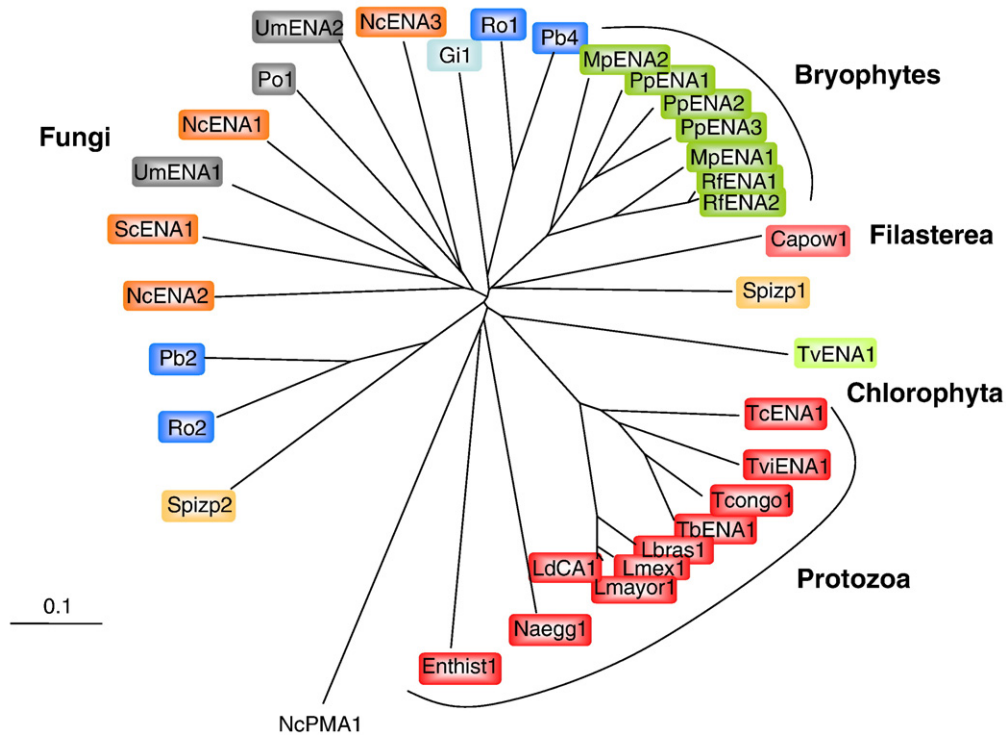 UmENA2
NcENA3
Ro1
Pb4
Gi1
MpENA2
Bryophytes
Po1
PpENA1
PpENA2
NcENA1
PpENA3
Fungi
MpENA1
UmENA1
RfENA1
RfENA2
ScENA1
Capow1
Filasterea
NcENA2
Spizp1
Pb2
TvENA1
Chlorophyta
Ro2
TcENA1
TviENA1
Spizp2
Tcongo1
TbENA1
Lbras1
LdCA1
Lmex1
Protozoa
Lmayor1
0.1
Naegg1
Enthist1
NcPMA1